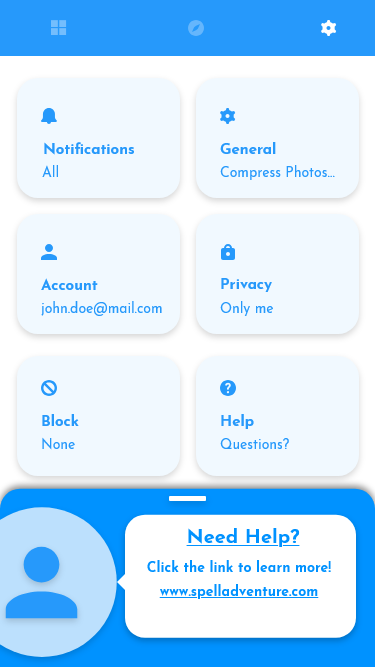 Notifications
All
General
Compress Photos...
Account
john.doe@mail.com
Privacy
Only me
Block
None
Help
Questions?
Need Help?
Click the link to learn more!
www.spelladventure.com